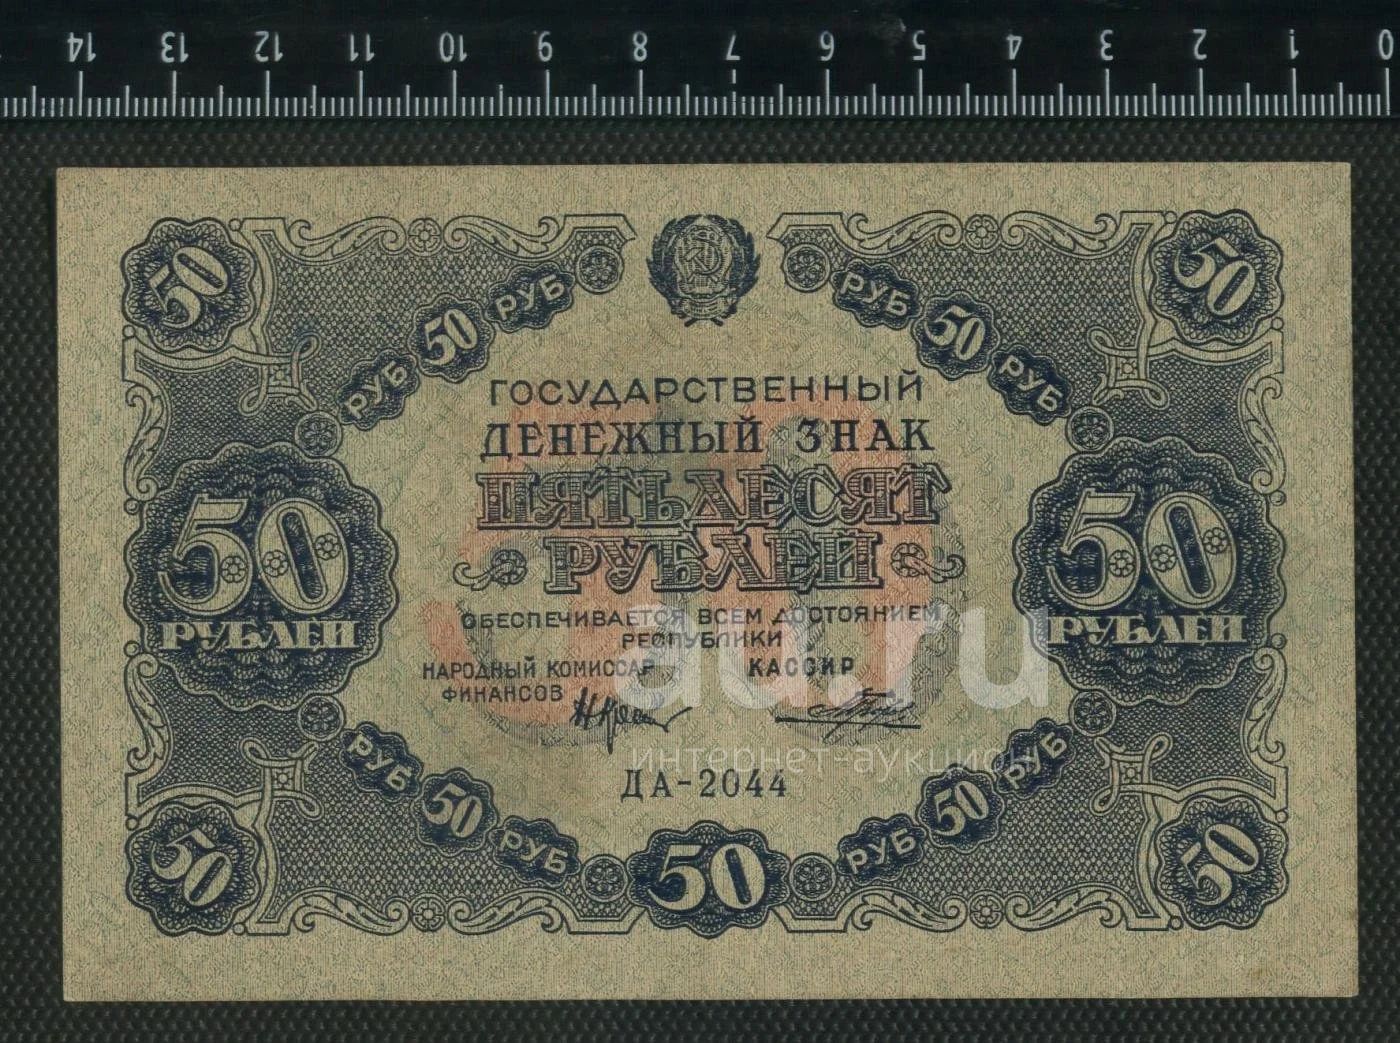 14 13 12 11 10 9 8 7 6 5 4 3 2 1 0
50 50
РУБ 50 РУБ РУБ 50 РУБ
ГОСУДАРСТВЕННЫЙ
ДЕНЕЖНЫЙ ЗНАК
ПЯТЬДЕСЯТ
РУБЛЕЙ
50 РУБЛЕЙ
50 РУБЛЕЙ
ОБЕСПЕЧИВАЕТСЯ ВСЕМ ДОСТОЯНИЕМ
РЕСПУБЛИКИ
НАРОДНЫЙ КОМИССАР
ФИНАНСОВ
КАССИР
au.ru
интернет-аукцион
ДА-2044
РУБ 50 РУБ 50 РУБ 50 РУБ
50 50